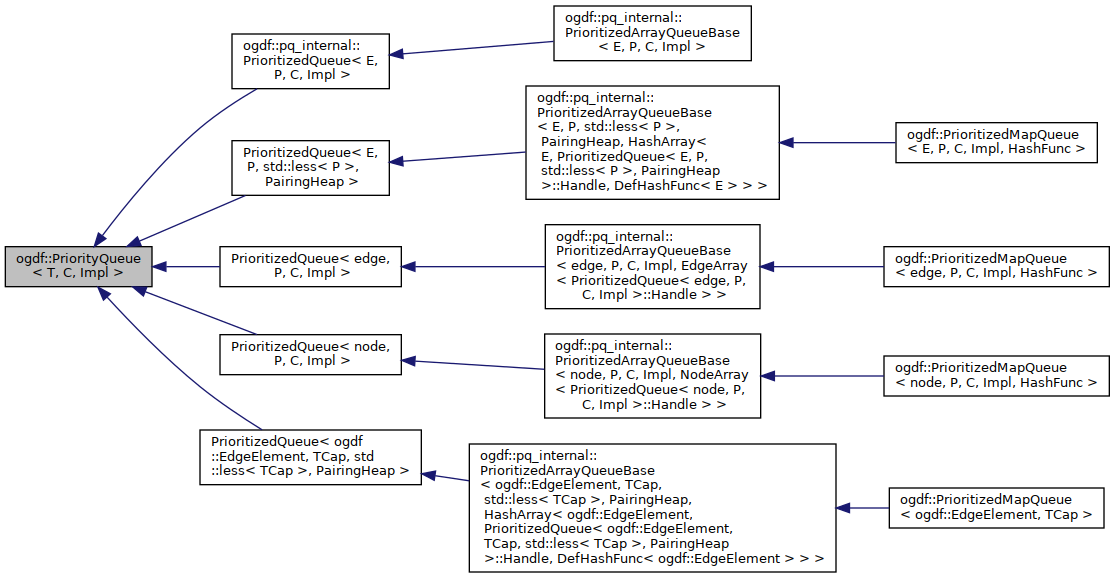 ogdf::PriorityQueue
< T, C, Impl >
ogdf::pq_internal::
PrioritizedQueue< E,
P, C, Impl >
ogdf::pq_internal::
PrioritizedArrayQueueBase
< E, P, C, Impl >
PrioritizedQueue< E,
P, std::less< P >,
PairingHeap >
ogdf::pq_internal::
PrioritizedArrayQueueBase
< E, P, std::less< P >,
PairingHeap, HashArray<
E, PrioritizedQueue< E, P,
std::less< P >, PairingHeap
>::Handle, DefHashFunc< E > > >
ogdf::PrioritizedMapQueue
< E, P, C, Impl, HashFunc >
PrioritizedQueue< edge,
P, C, Impl >
ogdf::pq_internal::
PrioritizedArrayQueueBase
< edge, P, C, Impl, EdgeArray
< PrioritizedQueue< edge, P,
C, Impl >::Handle > >
ogdf::PrioritizedMapQueue
< edge, P, C, Impl, HashFunc >
PrioritizedQueue< node,
P, C, Impl >
ogdf::pq_internal::
PrioritizedArrayQueueBase
< node, P, C, Impl, NodeArray
< PrioritizedQueue< node, P,
C, Impl >::Handle > >
ogdf::PrioritizedMapQueue
< node, P, C, Impl, HashFunc >
PrioritizedQueue< ogdf
::EdgeElement, TCap, std
::less< TCap >, PairingHeap >
ogdf::pq_internal::
PrioritizedArrayQueueBase
< ogdf::EdgeElement, TCap,
std::less< TCap >, PairingHeap,
HashArray< ogdf::EdgeElement,
PrioritizedQueue< ogdf::EdgeElement,
TCap, std::less< TCap >, PairingHeap
>::Handle, DefHashFunc< ogdf::EdgeElement > > >
ogdf::PrioritizedMapQueue
< ogdf::EdgeElement, TCap >